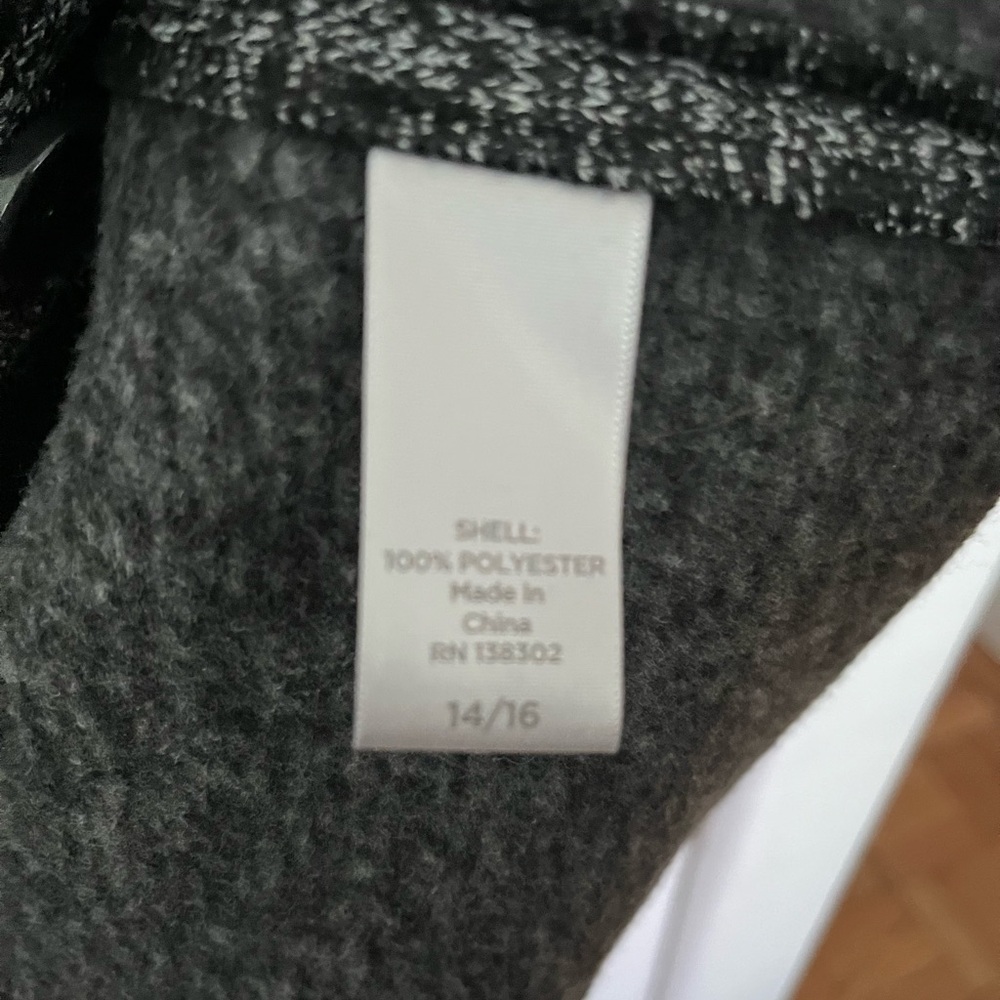 SHELL:
100% POLYESTER
Made in
China
RN 138302
14/16